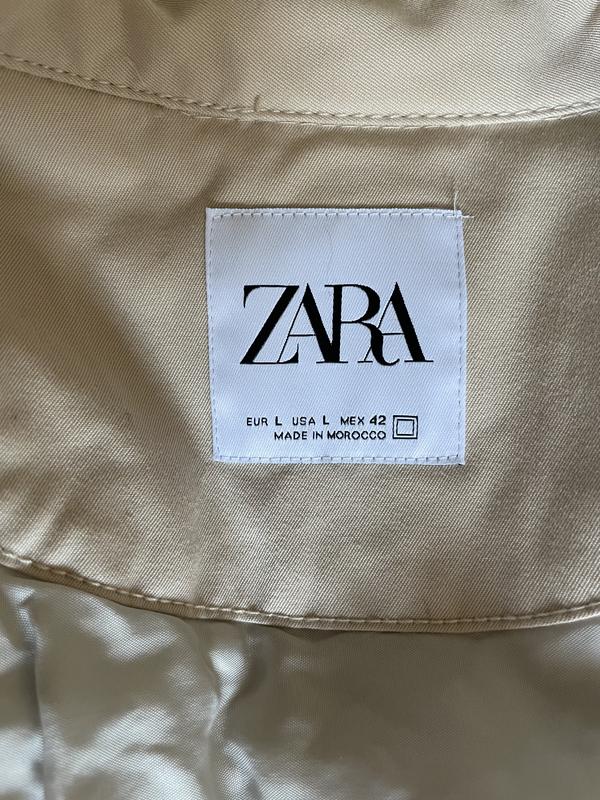 ZARA
EUR L USA L MEX 42
MADE IN MOROCCO